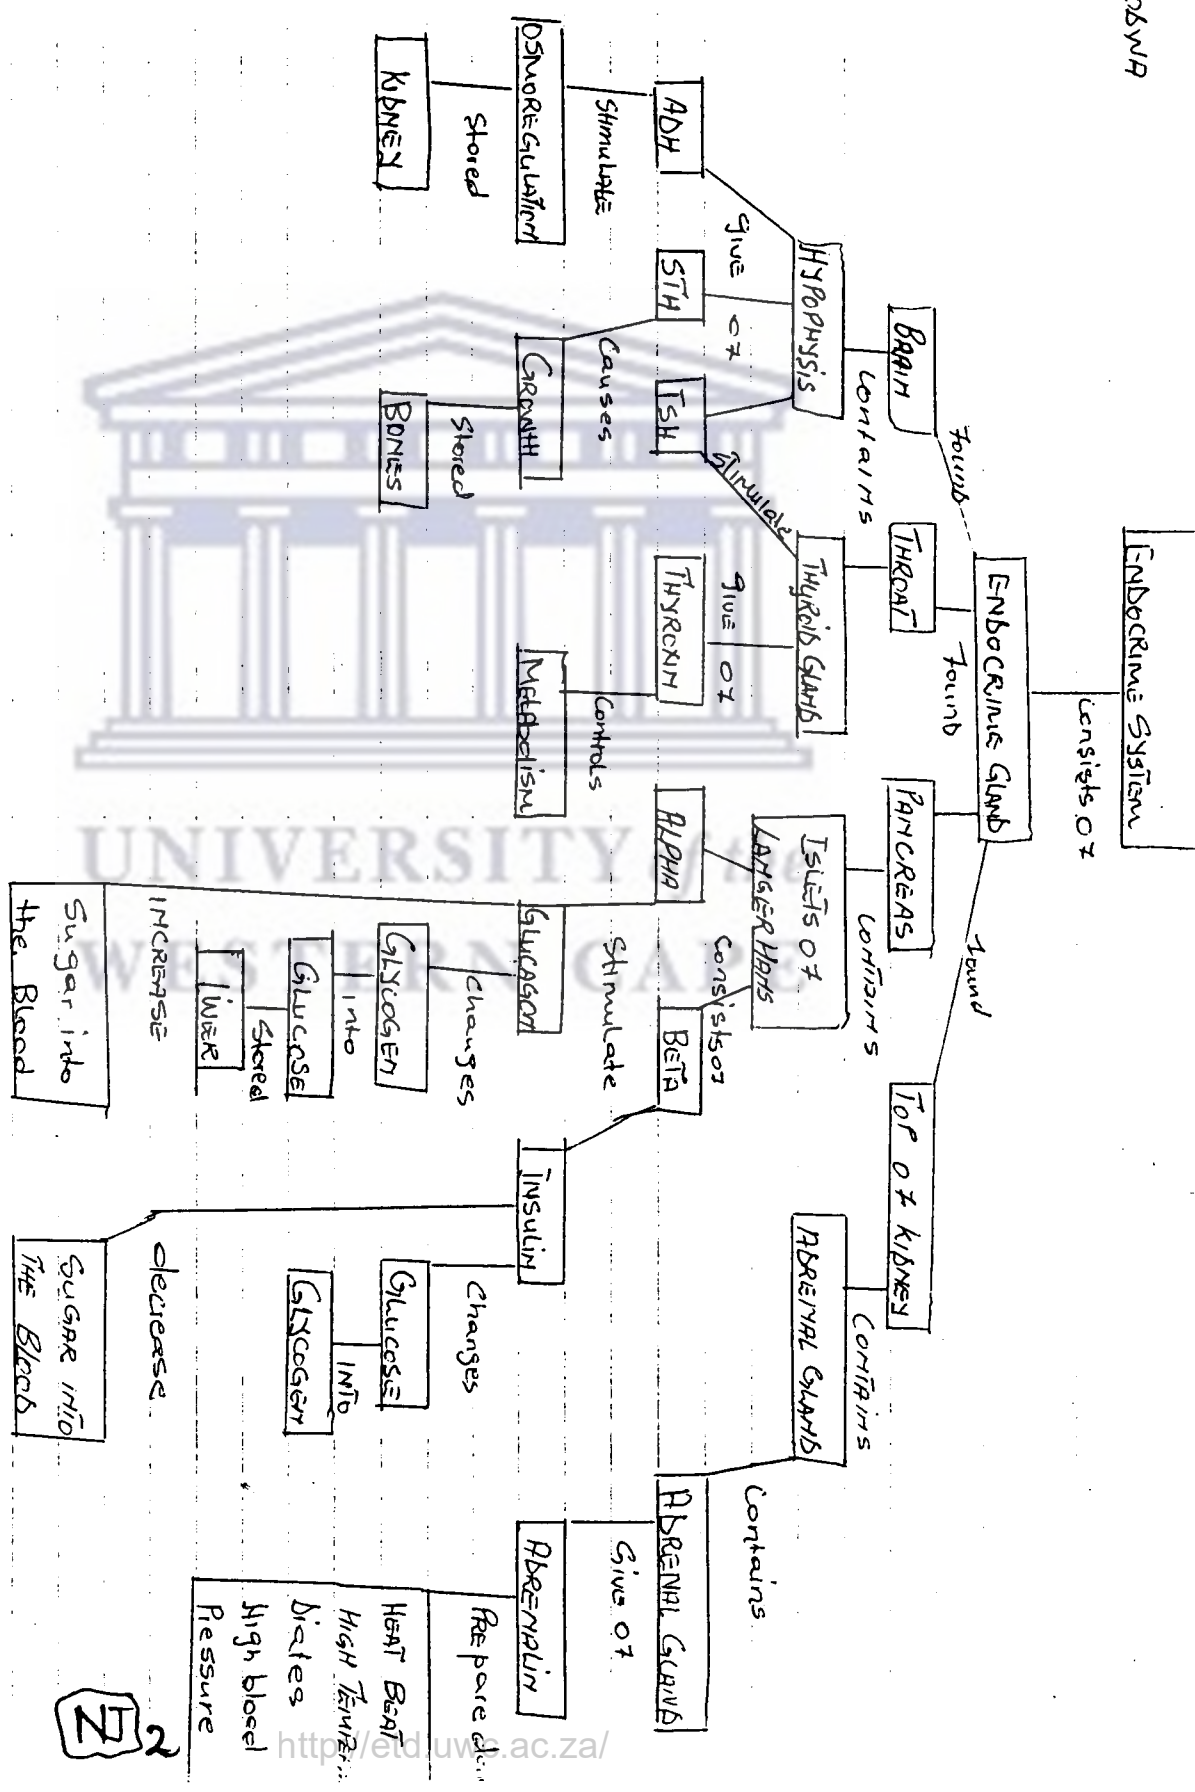 ENDOCRINE SYSTEM
consists of
ENDOCRINE GLAND
found
found
found
BRAIN
THROAT
PANCREAS
TOP OF KIDNEY
contains
contains
contains
HYPOPHYSIS
THYROID GLAND
ISLETS OF
LANGERHANS
ADRENAL GLAND
give of
stimulate
give of
consists of
contains
ADH
STH
TSH
THYROXIN
ALPHA
BETA
ADRENAL GLAND
Stimulate
causes
controls
Stimulate
Give of
OSMOREGULATION
GROWTH
METABOLISM
GLUCAGON
INSULIN
ADRENALIN
Stored
Stored
changes
changes
KIDNEY
BONES
GLYCOGEN
GLUCOSE
HEAT BEAT
into
INTO
HIGH
GLUCOSE
GLYCOGEN
Diates
Stored
High blood
LIVER
Pressure
INCREASE
decrease
Sugar into
the Blood
SUGAR INTO
THE BLOOD
2
UNIVERSITY of the
WESTERN CAPE
http://etd.uwc.ac.za/